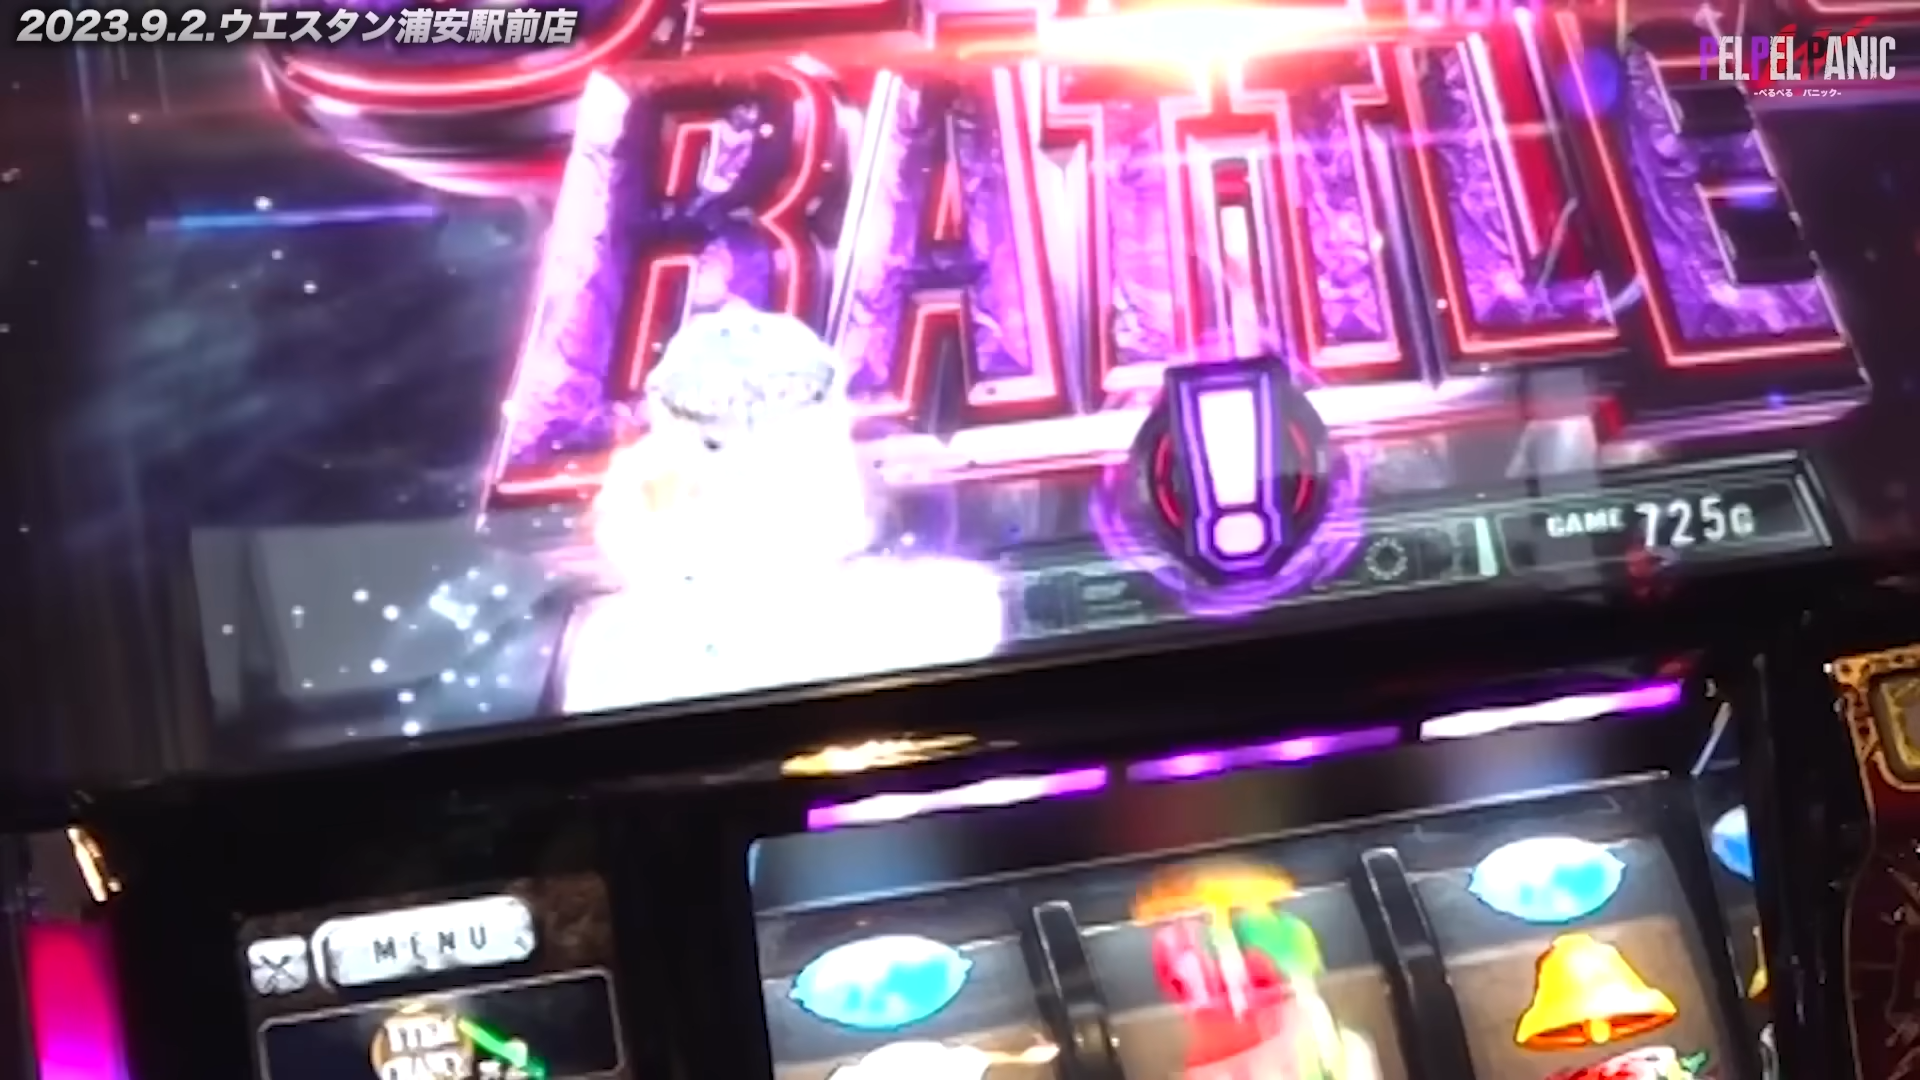 2023.9.2.ウエスタン浦安駅前店
PELPELPANIC
-ぺるぺる パニック-
BATTLE
GAME 725G
MENU